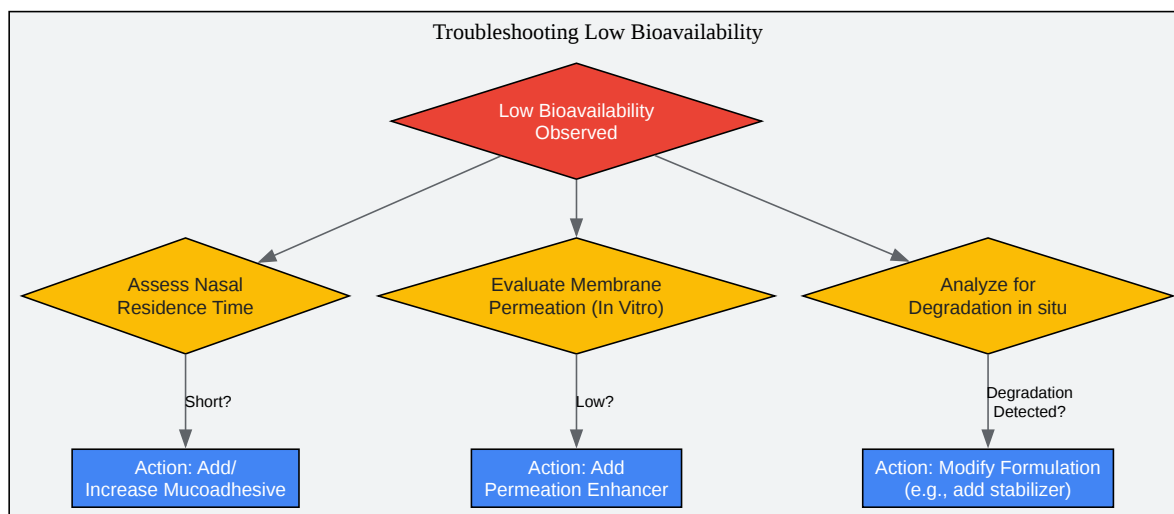 Troubleshooting Low Bioavailability
Low Bioavailability
Observed
Assess Nasal
Residence Time
Evaluate Membrane
Permeation (In Vitro)
Analyze for
Degradation in situ
Short?
Low?
Degradation
Detected?
Action: Add/
Increase Mucoadhesive
Action: Add
Permeation Enhancer
Action: Modify Formulation
(e.g., add stabilizer)